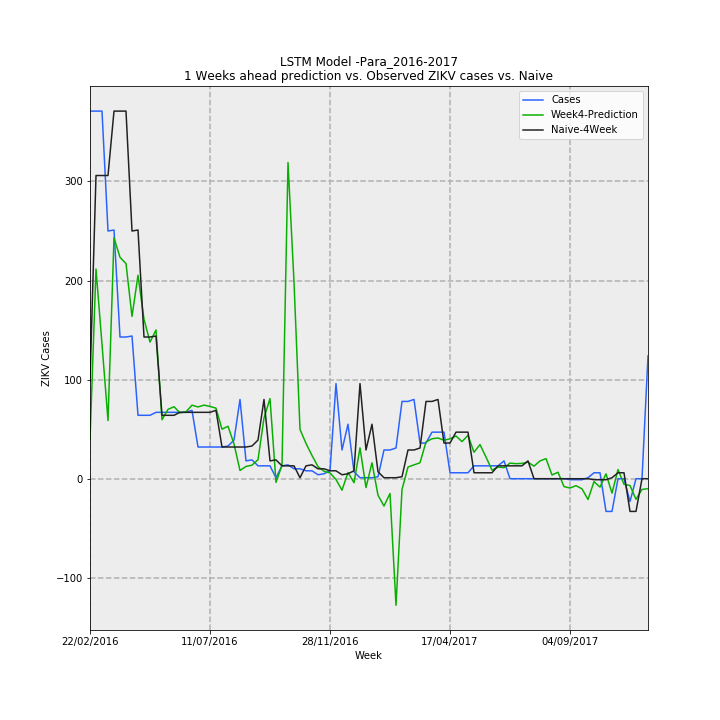 LSTM Model -Para_2016-2017
1 Weeks ahead prediction vs. Observed ZIKV cases vs. Naive
Cases
Week4-Prediction
Naive-4Week
300
200
100
0
−100
ZIKV Cases
22/02/2016
11/07/2016
28/11/2016
17/04/2017
04/09/2017
Week